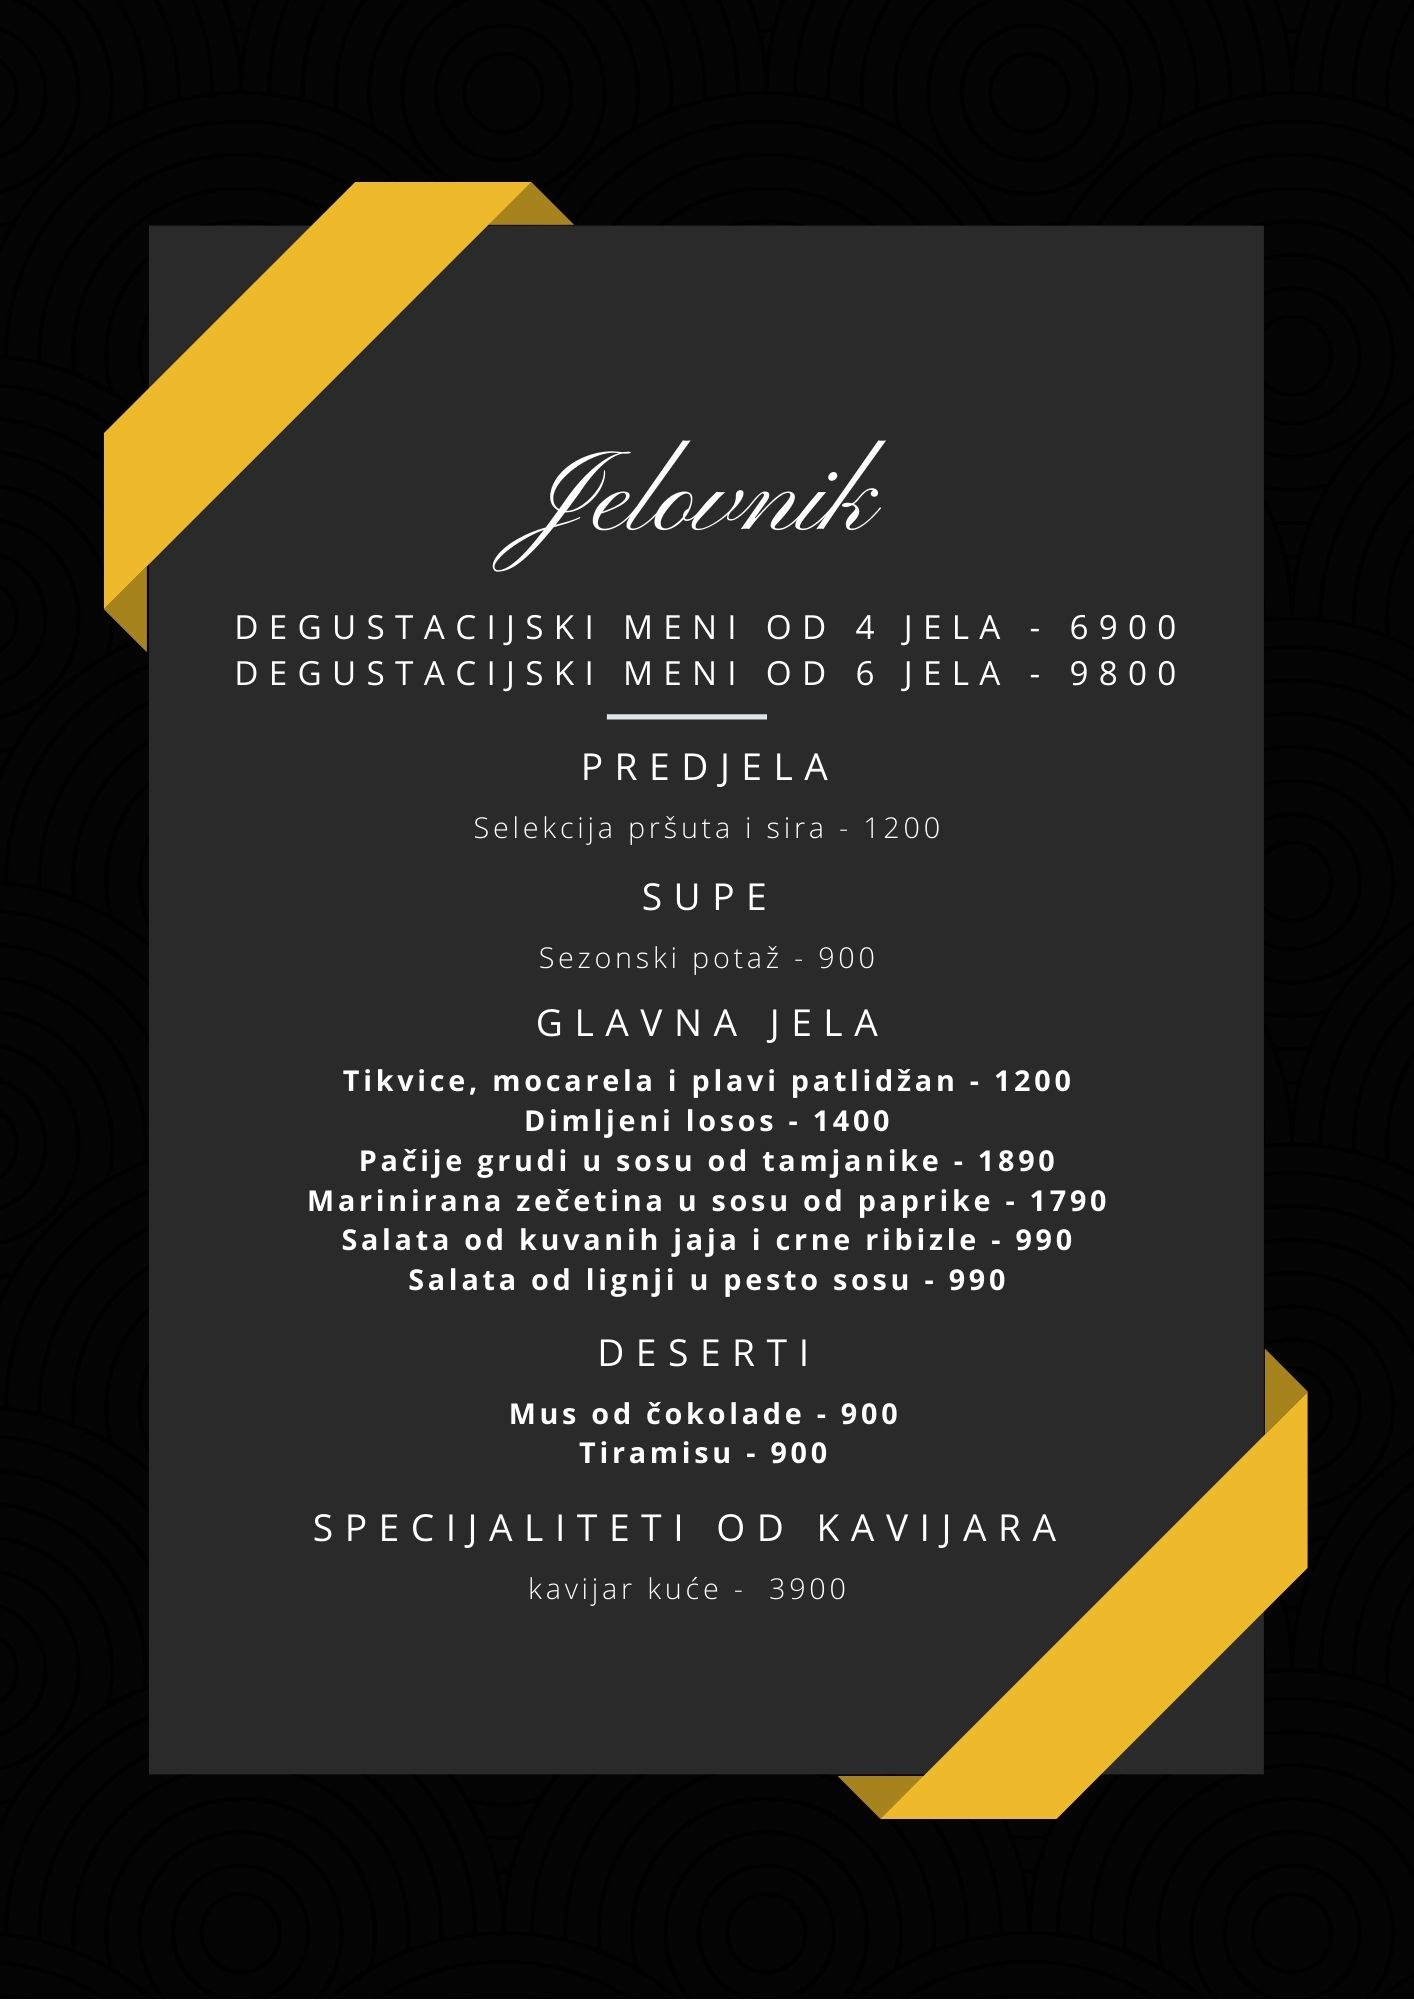 Jelovnik
DEGUSTACIJSKI MENI OD 4 JELA - 6900
DEGUSTACIJSKI MENI OD 6 JELA - 9800
PREDJELA
Selekcija pršuta i sira - 1200
SUPE
Sezonski potaž - 900
GLAVNA JELA
Tikvice, mocarela i plavi patlidžan - 1200
Dimljeni losos - 1400
Pačije grudi u sosu od tamjanike - 1890
Marinirana zečetina u sosu od paprike - 1790
Salata od kuvanih jaja i crne ribizle - 990
Salata od lignji u pesto sosu - 990
DESERTI
Mus od čokolade - 900
Tiramisu - 900
SPECIJALITETI OD KAVIJARA
kavijar kuće - 3900